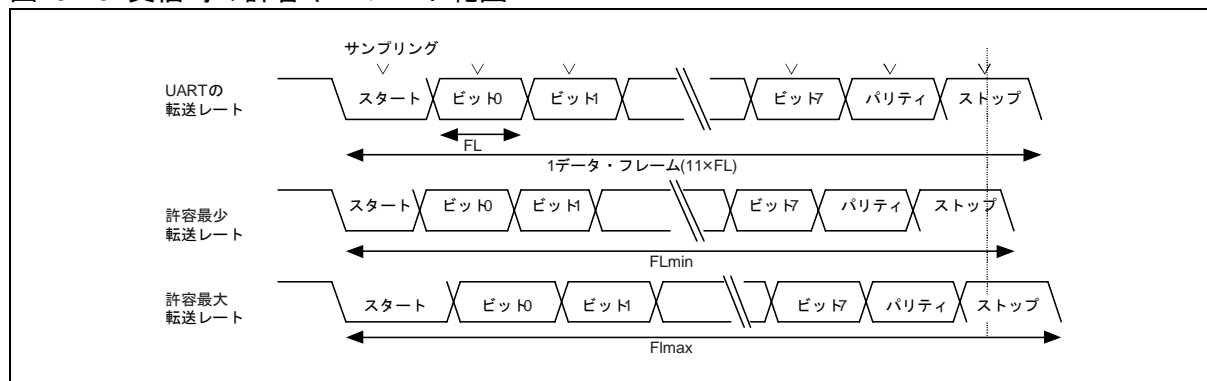 サンプリング
UARTの
転送レート
スタート ビット0 ビット1 ビット7 パリティ ストップ
FL
1データ・フレーム(11×FL)
許容最少
転送レート
スタート ビット0 ビット1 ビット7 パリティ ストップ
FLmin
許容最大
転送レート
スタート ビット0 ビット1 ビット7 パリティ ストップ
Flmax